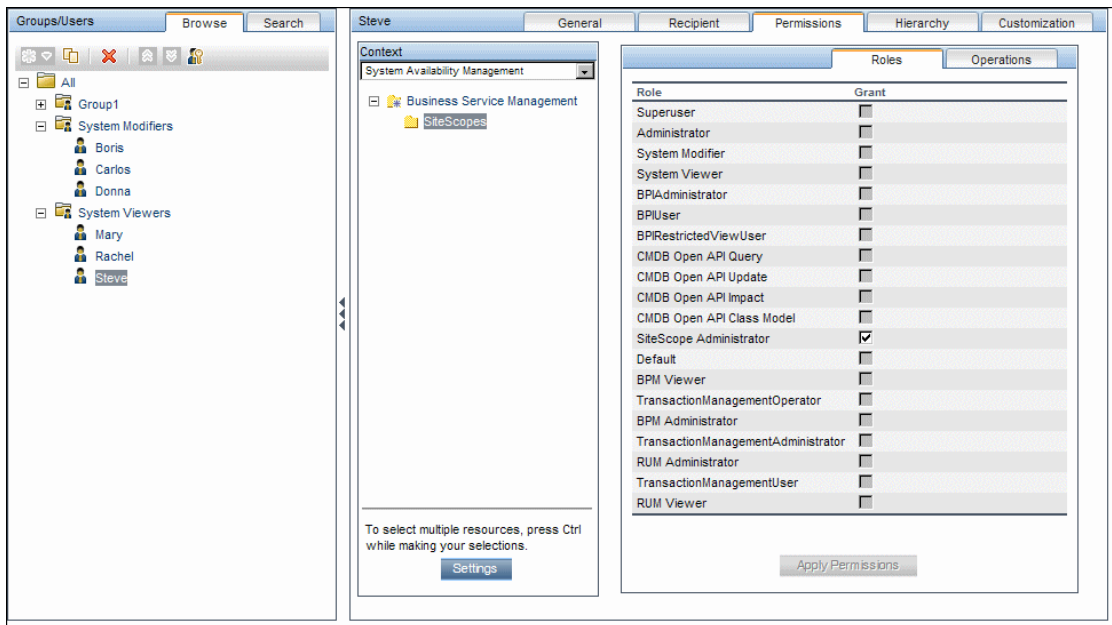 Groups/Users Browse Search
All
Group1
System Modifiers
Boris
Carlos
Donna
System Viewers
Mary
Rachel
Steve
Steve General Recipient Permissions Hierarchy Customization
Context
System Availability Management
Business Service Management
SiteScopes
To select multiple resources, press Ctrl
while making your selections.
Settings
Roles Operations
Role Grant
Superuser
Administrator
System Modifier
System Viewer
BPIAdministrator
BPIUser
BPIRestrictedViewUser
CMDB Open API Query
CMDB Open API Update
CMDB Open API Impact
CMDB Open API Class Model
SiteScope Administrator
Default
BPM Viewer
TransactionManagementOperator
BPM Administrator
TransactionManagementAdministrator
RUM Administrator
TransactionManagementUser
RUM Viewer
Apply Permissions